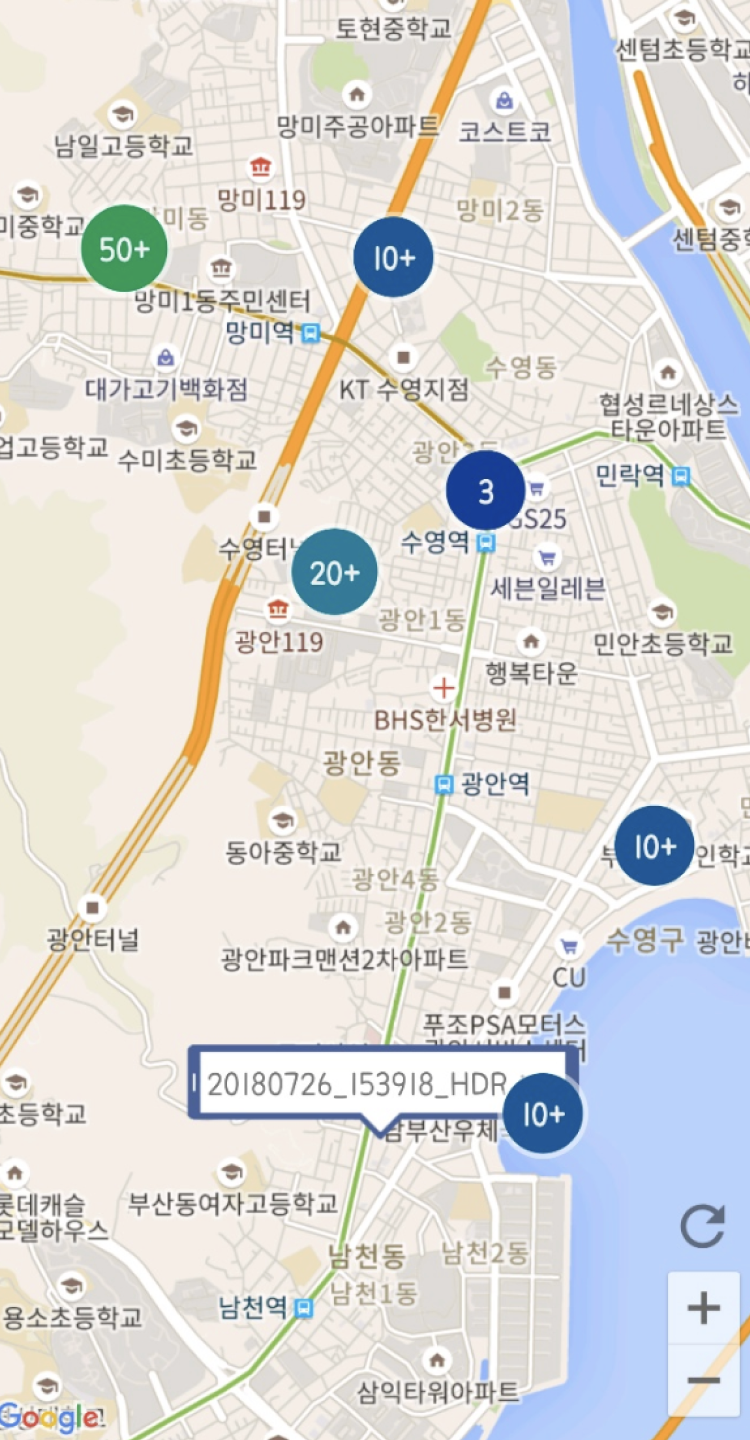 토현중학교
센텀초등학교
남일고등학교
망미주공아파트
코스트코
망미119
망미2동
미중학교
미동
50+
10+
센텀중학
망미1동주민센터
망미역
KT 수영지점
수영동
대가고기백화점
협성르네상스
타운아파트
업고등학교
수미초등학교
민락역
3
GS25
수영역
수영터널
20+
세븐일레븐
광안1동
광안119
민안초등학교
행복타운
BHS한서병원
광안동
광안역
동아중학교
10+
인학교
광안4동
광안2동
광안터널
광안파크맨션2차아파트
수영구
광안
CU
푸조PSA모터스
20180726_153918_HDR
10+
초등학교
남부산우체
롯데캐슬
모델하우스
부산동여자고등학교
남천동
남천2동
남천1동
남천역
용소초등학교
삼익타워아파트
Google